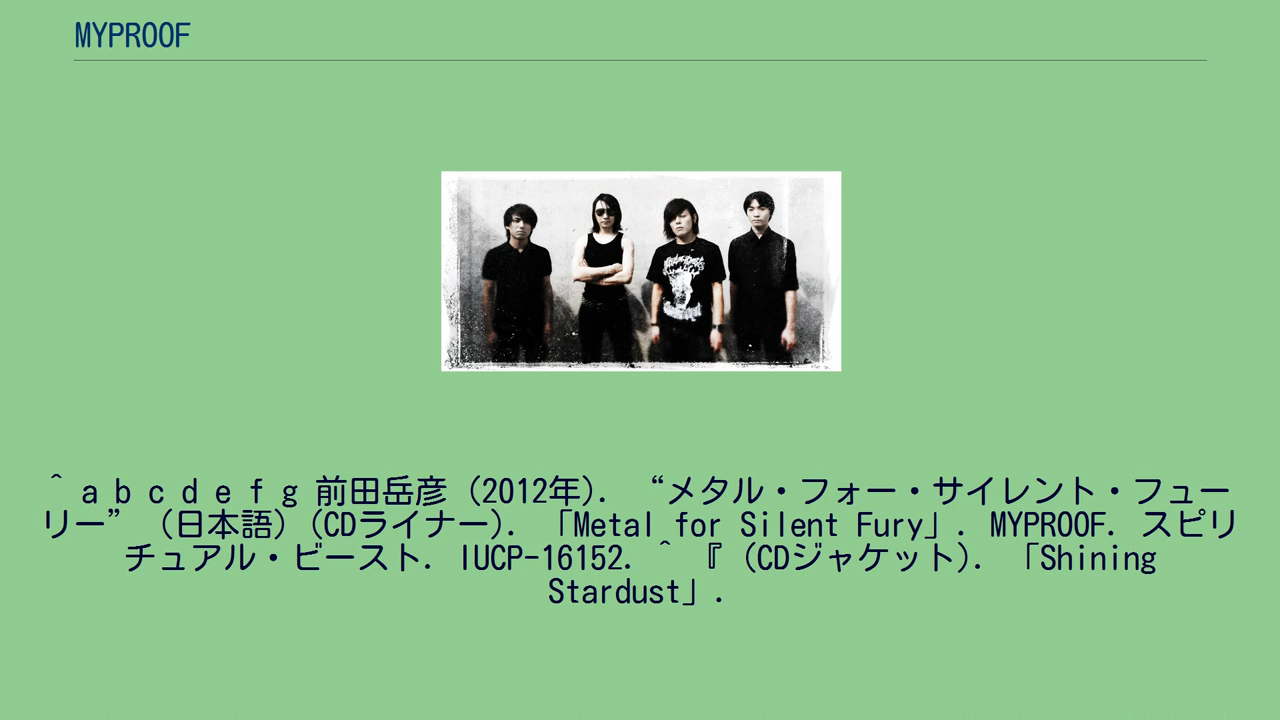 MYPROOF
^ a b c d e f g 前田岳彦 (2012年). “メタル・フォー・サイレント・フュー
リー” (日本語) (CDライナー). 「Metal for Silent Fury」. MYPROOF. スピリ
チュアル・ビースト. IUCP-16152. ^ 『 (CDジャケット). 「Shining
Stardust」.